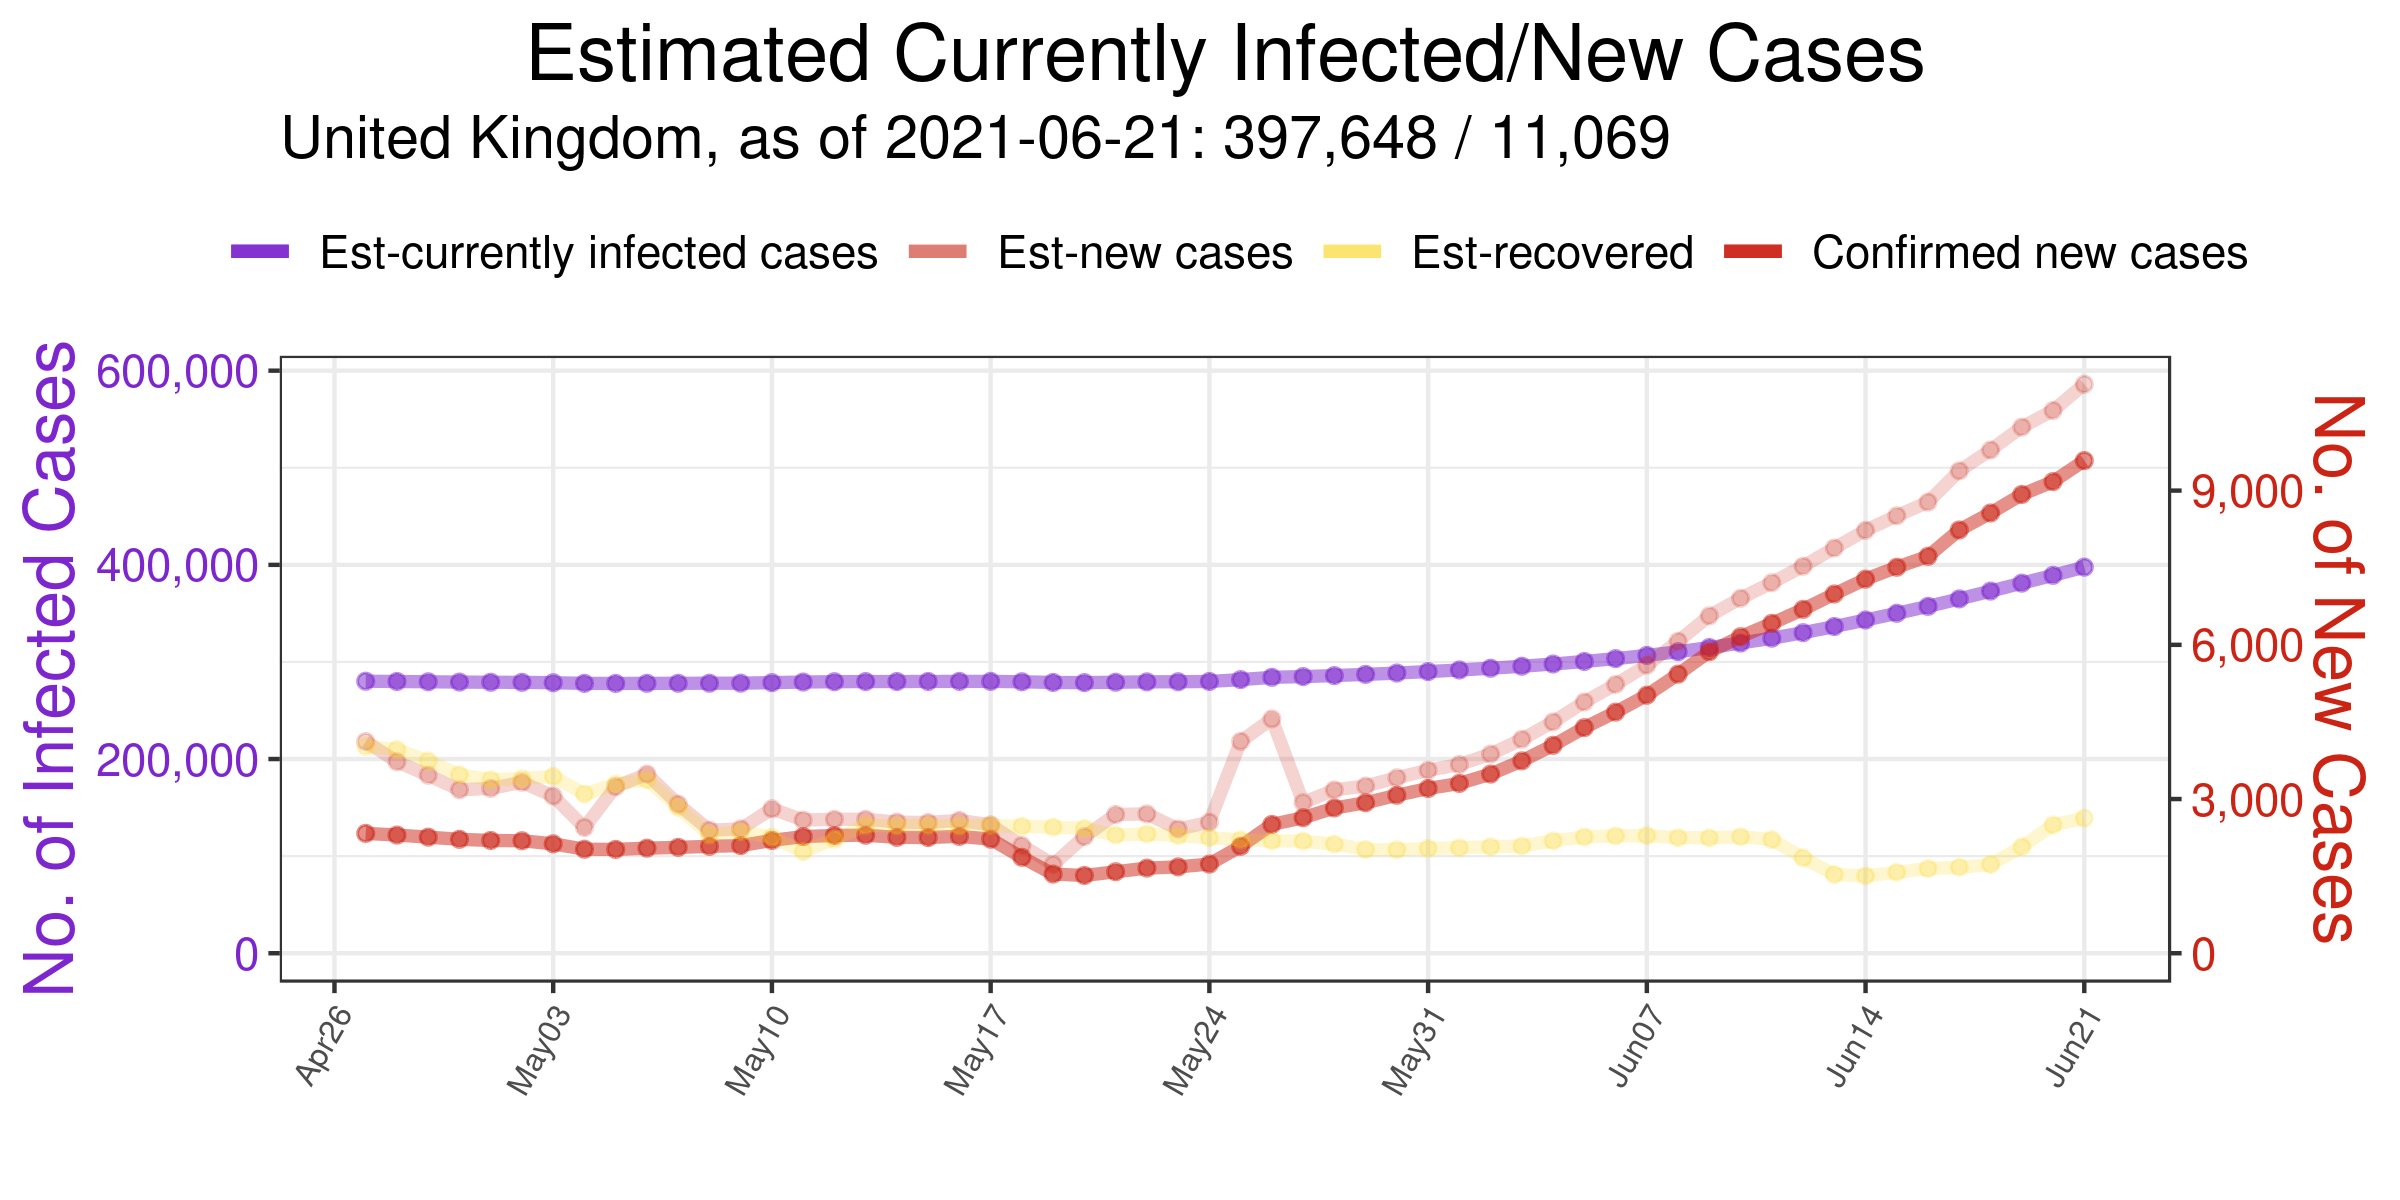 Estimated Currently Infected/New Cases
United Kingdom, as of 2021-06-21: 397,648 / 11,069
Est-currently infected cases Est-new cases Est-recovered Confirmed new cases
No. of Infected Cases
600,000
400,000
200,000
0
9,000
6,000
3,000
0
No. of New Cases
Apr26 May03 May10 May17 May24 May31 Jun07 Jun14 Jun21